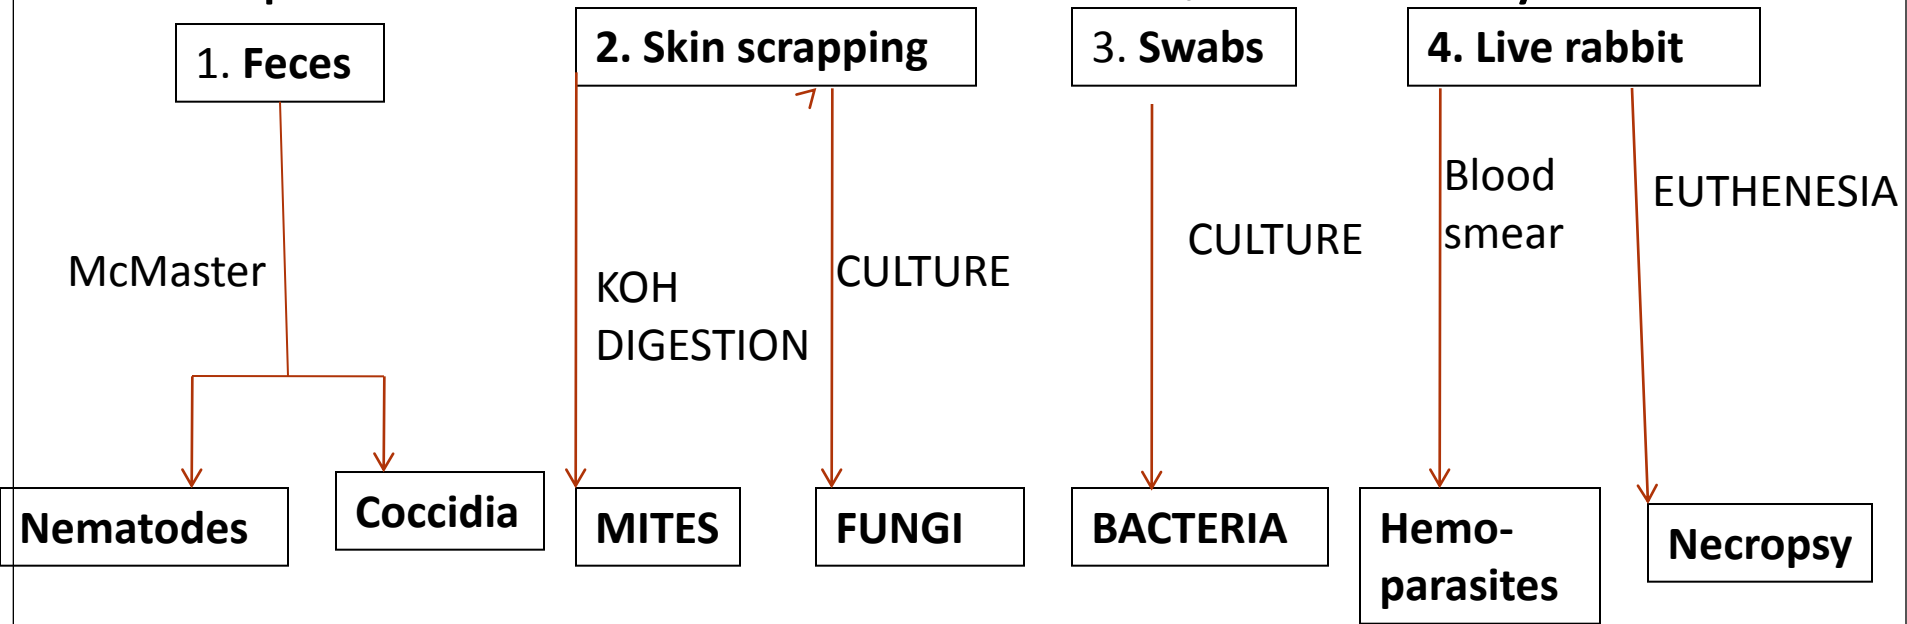 1. Feces
2. Skin scrapping
3. Swabs
4. Live rabbit
McMaster
KOH
DIGESTION
CULTURE
CULTURE
Blood
smear
EUTHENESIA
Nematodes
Coccidia
MITES
FUNGI
BACTERIA
Hemo-
parasites
Necropsy